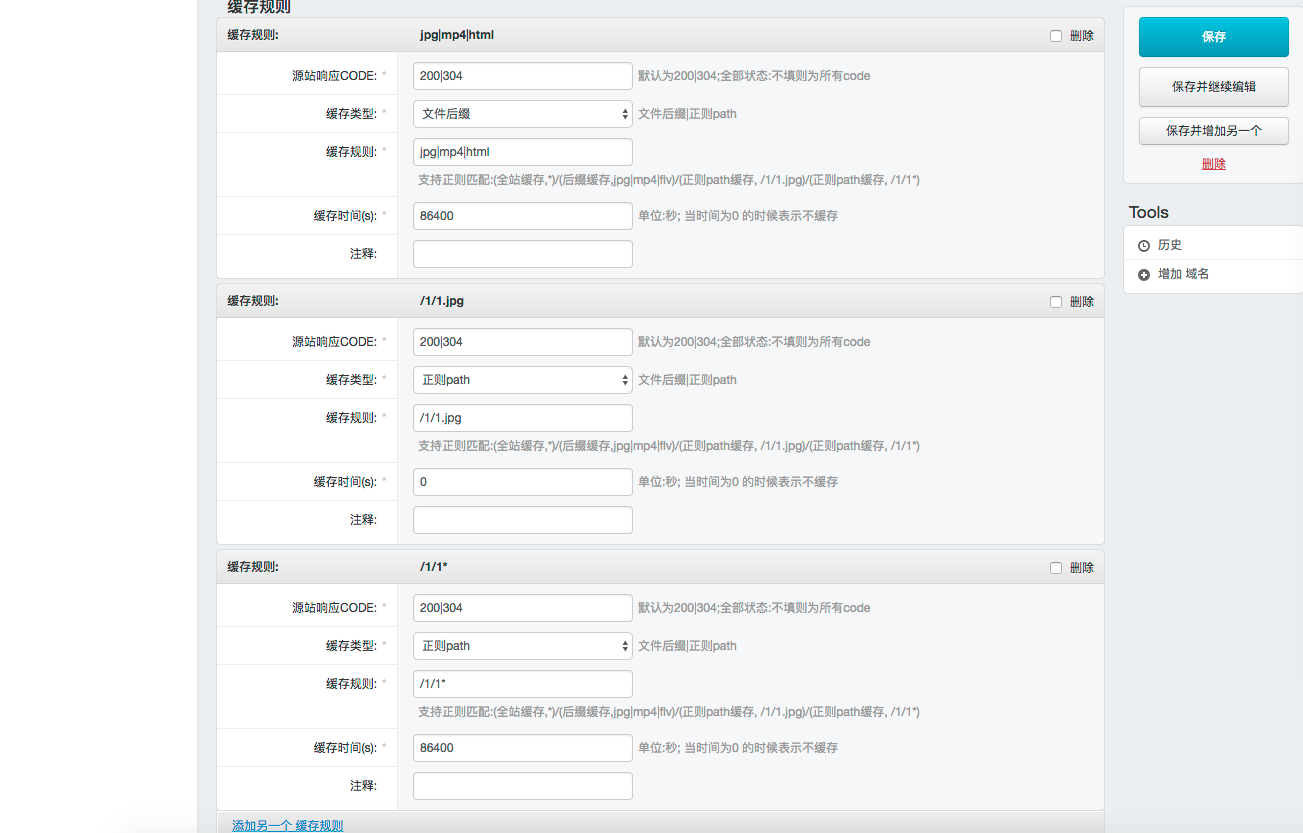 缓存规则
缓存规则: jpg|mp4|html 删除
源站响应CODE: * 200|304 默认为200|304;全部状态:不填则为所有code
缓存类型: * 文件后缀 文件后缀|正则path
缓存规则: * jpg|mp4|html
支持正则匹配:(全站缓存,*)/(后缀缓存,jpg|mp4|flv)/(正则path缓存, /1/1.jpg)/(正则path缓存, /1/1*)
缓存时间(s): * 86400 单位:秒; 当时间为0 的时候表示不缓存
注释:
缓存规则: /1/1.jpg 删除
源站响应CODE: * 200|304 默认为200|304;全部状态:不填则为所有code
缓存类型: * 正则path 文件后缀|正则path
缓存规则: * /1/1.jpg
支持正则匹配:(全站缓存,*)/(后缀缓存,jpg|mp4|flv)/(正则path缓存, /1/1.jpg)/(正则path缓存, /1/1*)
缓存时间(s): * 0 单位:秒; 当时间为0 的时候表示不缓存
注释:
缓存规则: /1/1* 删除
源站响应CODE: * 200|304 默认为200|304;全部状态:不填则为所有code
缓存类型: * 正则path 文件后缀|正则path
缓存规则: * /1/1*
支持正则匹配:(全站缓存,*)/(后缀缓存,jpg|mp4|flv)/(正则path缓存, /1/1.jpg)/(正则path缓存, /1/1*)
缓存时间(s): * 86400 单位:秒; 当时间为0 的时候表示不缓存
注释:
添加另一个 缓存规则
保存
保存并继续编辑
保存并增加另一个
删除
Tools
历史
增加 域名